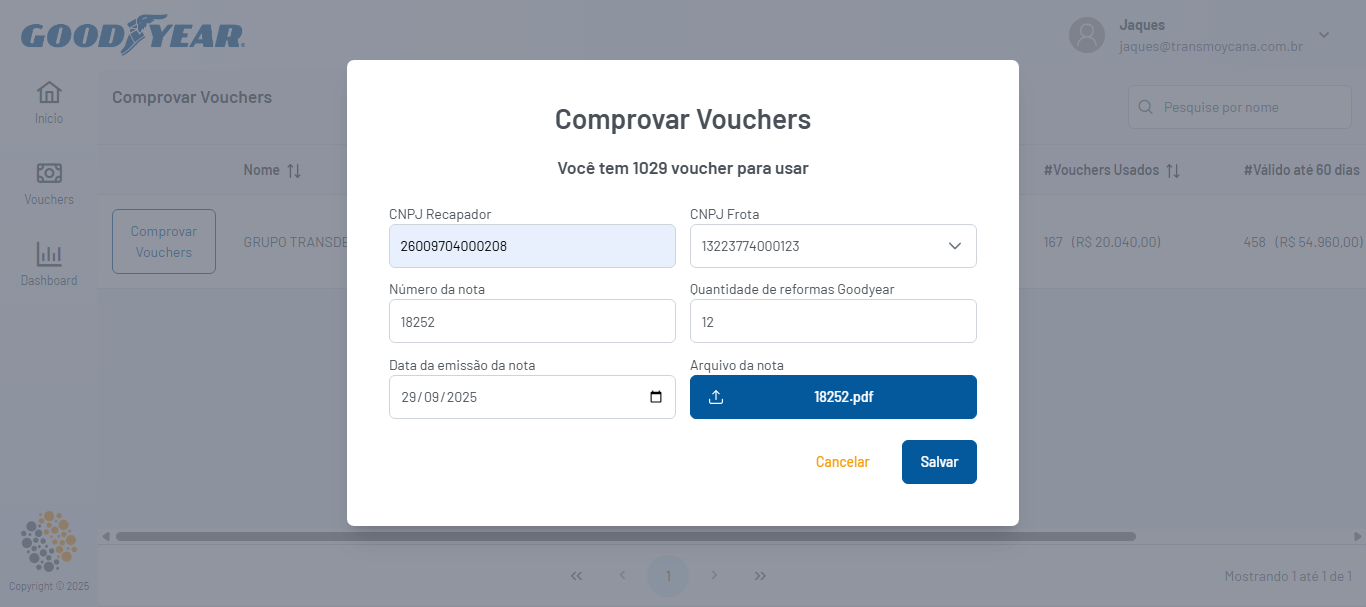 GOODYEAR
Jaques
jaques@transmoycana.com.br
Início
Vouchers
Dashboard
Copyright © 2025
Comprovar Vouchers
Pesquise por nome
Nome
#Vouchers Usados
#Válido até 60 dias
Comprovar
Vouchers
GRUPO
167 (R$ 20.040,00)
458 (R$ 54.960,00)
Comprovar Vouchers
Você tem 1029 voucher para usar
CNPJ Recapador
CNPJ Frota
26009704000208
13223774000123
Número da nota
Quantidade de reformas Goodyear
18252
12
Data da emissão da nota
Arquivo da nota
29/09/2025
18252.pdf
Cancelar
Salvar
1
Mostrando 1 até 1 de 1